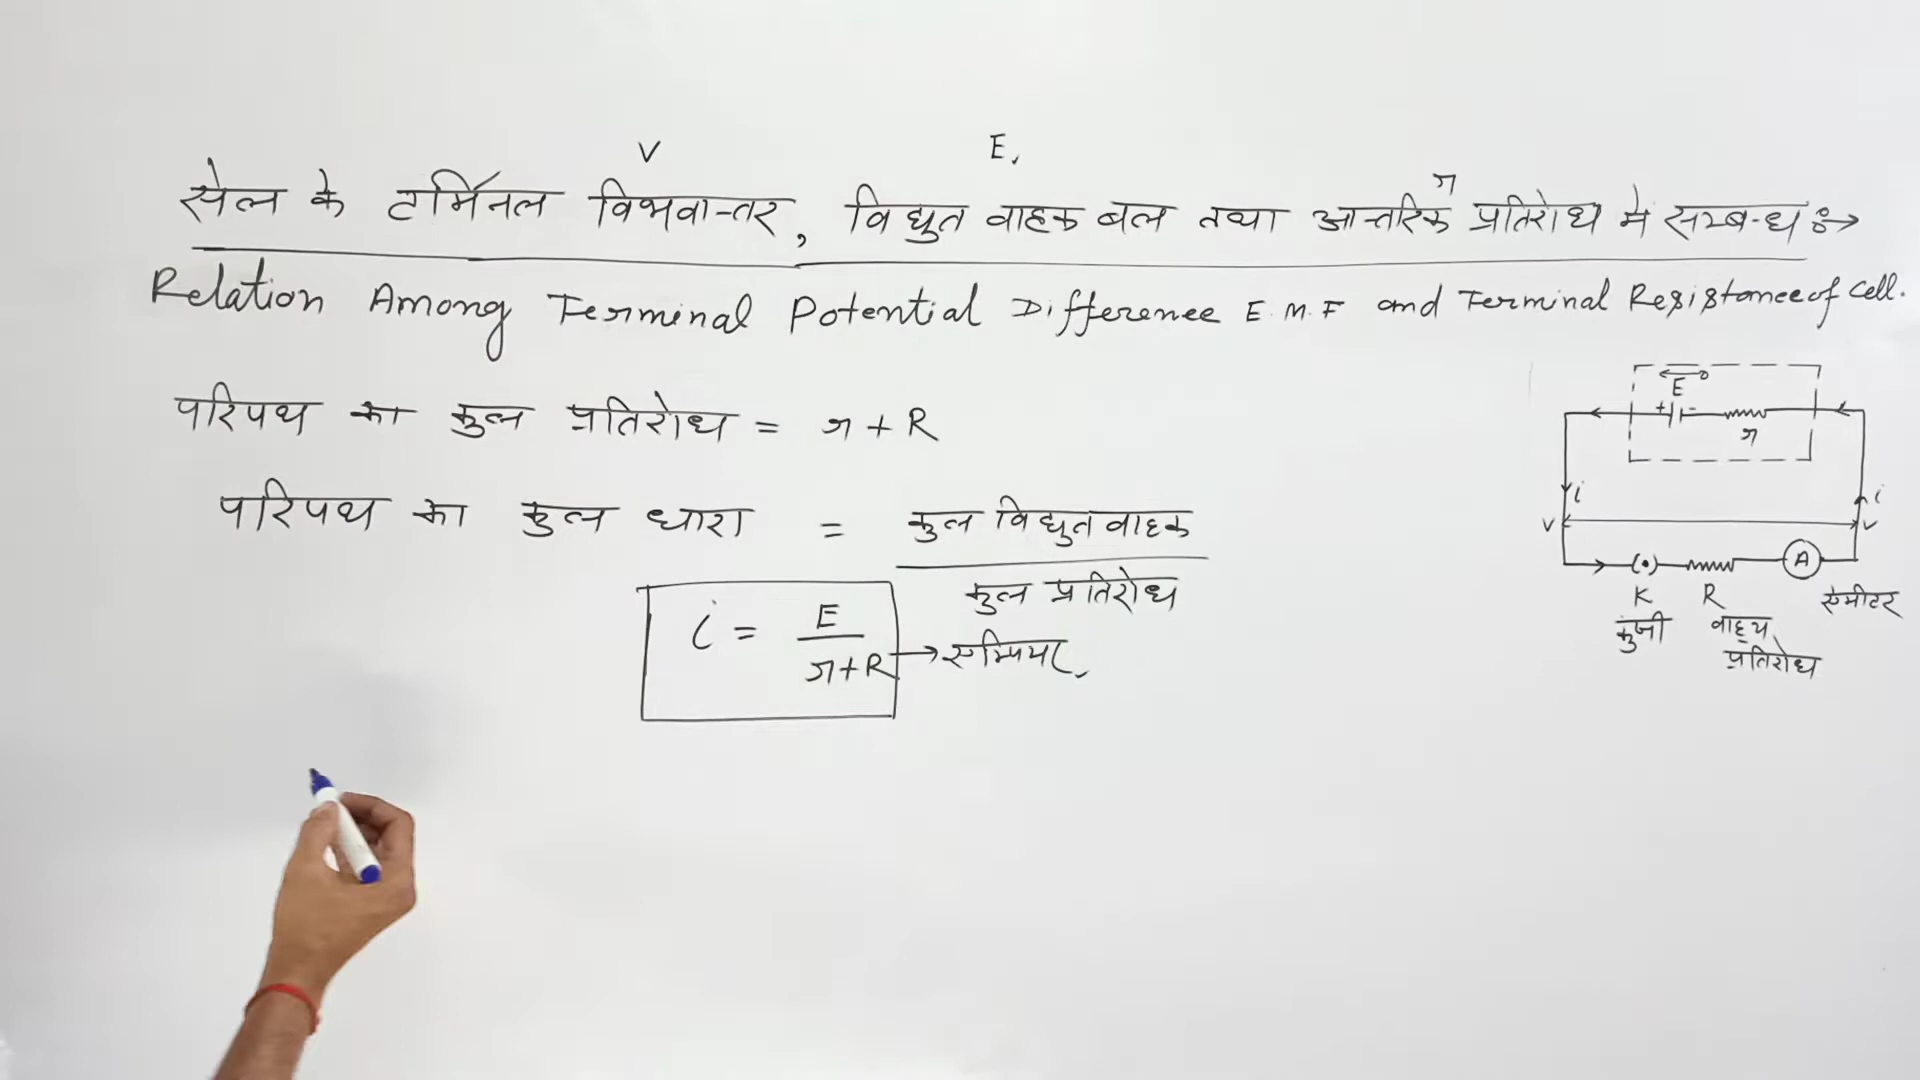 V E,
r
सेल के टर्मिनल विभवान्तर, विद्युत वाहक बल तथा आन्तरिक प्रतिरोध में सम्बन्ध :→
Relation Among Terminal Potential Difference E.M.F and Terminal Resistance of Cell.
परिपथ का कुल प्रतिरोध = r + R
परिपथ का कुल धारा = कुल विद्युत वाहक
कुल प्रतिरोध
i = E
r+R → एम्पियर
E
+ -
r
i i
V V
(•) A
K R एमीटर
कुंजी वाह्य
प्रतिरोध